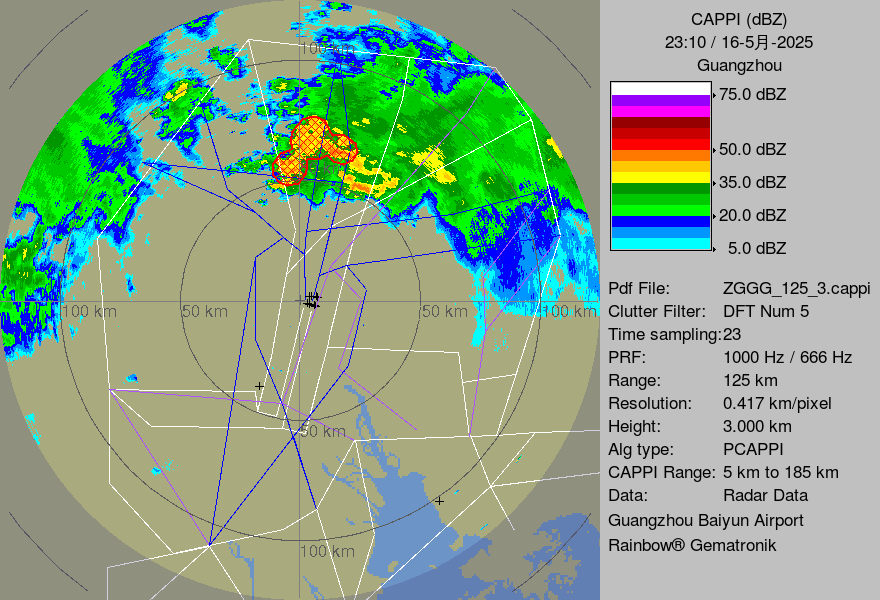 CAPPI (dBZ)
23:10 / 16-5月-2025
Guangzhou
75.0 dBZ
50.0 dBZ
35.0 dBZ
20.0 dBZ
5.0 dBZ
Pdf File: ZGGG_125_3.cappi
Clutter Filter: DFT Num 5
Time sampling:23
PRF: 1000 Hz / 666 Hz
Range: 125 km
Resolution: 0.417 km/pixel
Height: 3.000 km
Alg type: PCAPPI
CAPPI Range: 5 km to 185 km
Data: Radar Data
Guangzhou Baiyun Airport
Rainbow® Gematronik
100 km
100 km
50 km
50 km
100 km
50 km
100 km